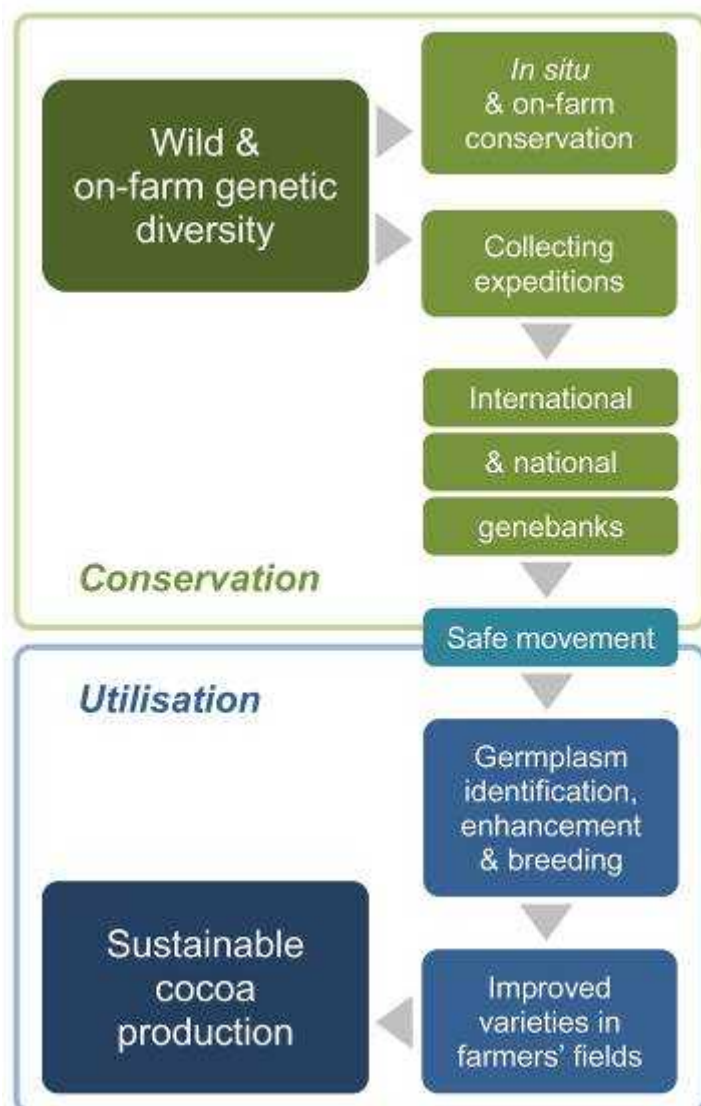 Wild &
on-farm genetic
diversity
In situ
& on-farm
conservation
Collecting
expeditions
International
& national
genebanks
Conservation
Safe movement
Utilisation
Germplasm
identification,
enhancement
& breeding
Sustainable
cocoa
production
Improved
varieties in
farmers' fields